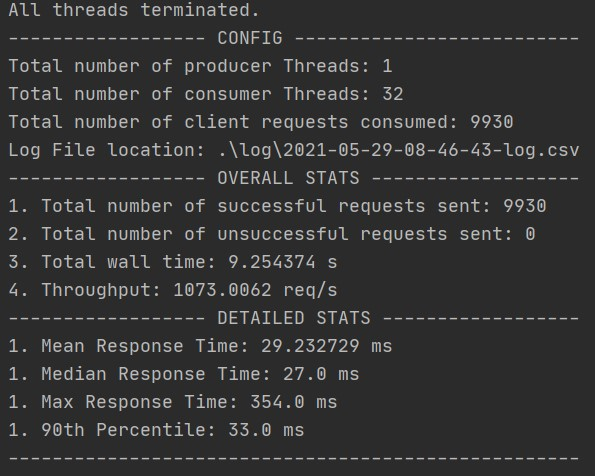 All threads terminated.
------------------ CONFIG --------------------------
Total number of producer Threads: 1
Total number of consumer Threads: 32
Total number of client requests consumed: 9930
Log File location: .\log\2021-05-29-08-46-43-log.csv
------------------ OVERALL STATS -------------------
1. Total number of successful requests sent: 9930
2. Total number of unsuccessful requests sent: 0
3. Total wall time: 9.254374 s
4. Throughput: 1073.0062 req/s
------------------ DETAILED STATS ------------------
1. Mean Response Time: 29.232729 ms
1. Median Response Time: 27.0 ms
1. Max Response Time: 354.0 ms
1. 90th Percentile: 33.0 ms
----------------------------------------------------